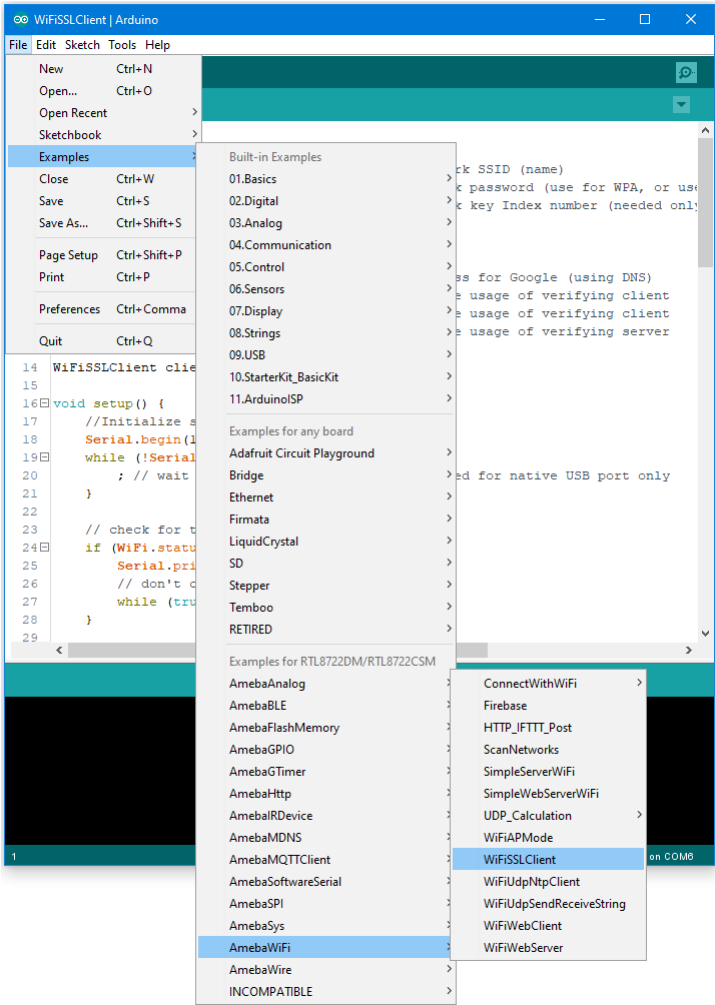 WiFiSSLClient | Arduino
File Edit Sketch Tools Help
New Ctrl+N
Open... Ctrl+O
Open Recent
Sketchbook
Examples
Close Ctrl+W
Save Ctrl+S
Save As... Ctrl+Shift+S
Page Setup Ctrl+Shift+P
Print Ctrl+P
Preferences Ctrl+Comma
Quit Ctrl+Q
Built-in Examples
01.Basics
02.Digital
03.Analog
04.Communication
05.Control
06.Sensors
07.Display
08.Strings
09.USB
10.StarterKit_BasicKit
11.ArduinoISP
Examples for any board
Adafruit Circuit Playground
Bridge
Ethernet
Firmata
LiquidCrystal
SD
Stepper
Temboo
RETIRED
Examples for RTL8722DM/RTL8722CSM
AmebaAnalog
AmebaBLE
AmebaFlashMemory
AmebaGPIO
AmebaGTimer
AmebaHttp
AmebaIRDevice
AmebaMDNS
AmebaMQTTClient
AmebaSoftwareSerial
AmebaSPI
AmebaSys
AmebaWiFi
AmebaWire
INCOMPATIBLE
ConnectWithWiFi
Firebase
HTTP_IFTTT_Post
ScanNetworks
SimpleServerWiFi
SimpleWebServerWiFi
UDP_Calculation
WiFiAPMode
WiFiSSLClient
WiFiUdpNtpClient
WiFiUdpSendReceiveString
WiFiWebClient
WiFiWebServer
rk SSID (name)
k password (use for WPA, or use
k key Index number (needed only
ss for Google (using DNS)
e usage of verifying client
e usage of verifying client
e usage of verifying server
14 WiFiSSLClient clie
15
16 void setup() {
17 //Initialize s
18 Serial.begin(1
19 while (!Serial
20 ; // wait ed for native USB port only
21 }
22
23 // check for t
24 if (WiFi.statu
25 Serial.pri
26 // don't c
27 while (tru
28 }
29
1 on COM6